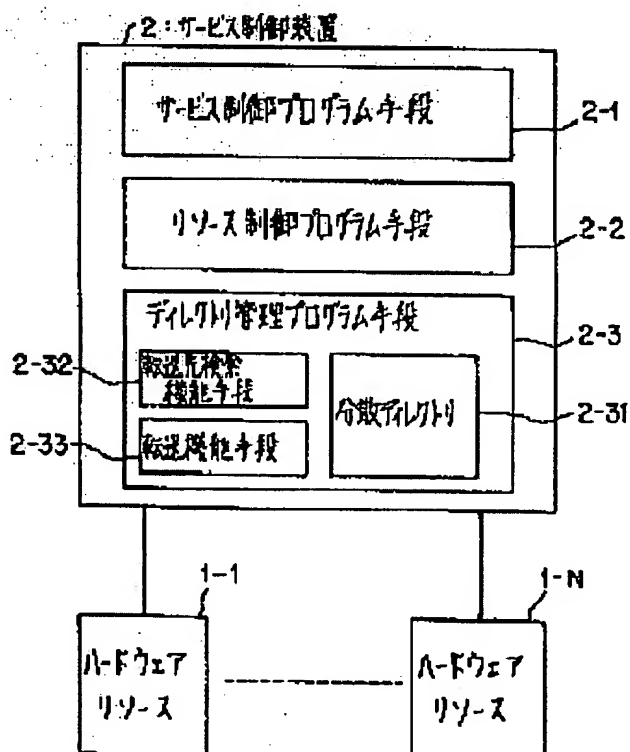 2:サービス制御装置
サービス制御プログラム手段
2-1
リソース制御プログラム手段
2-2
ディレクトリ管理プログラム手段
2-3
2-32
転送先検索
機能手段
分散ディレクトリ
2-31
2-33
転送機能手段
1-1
1-N
ハードウェア
リソース
ハードウェア
リソース